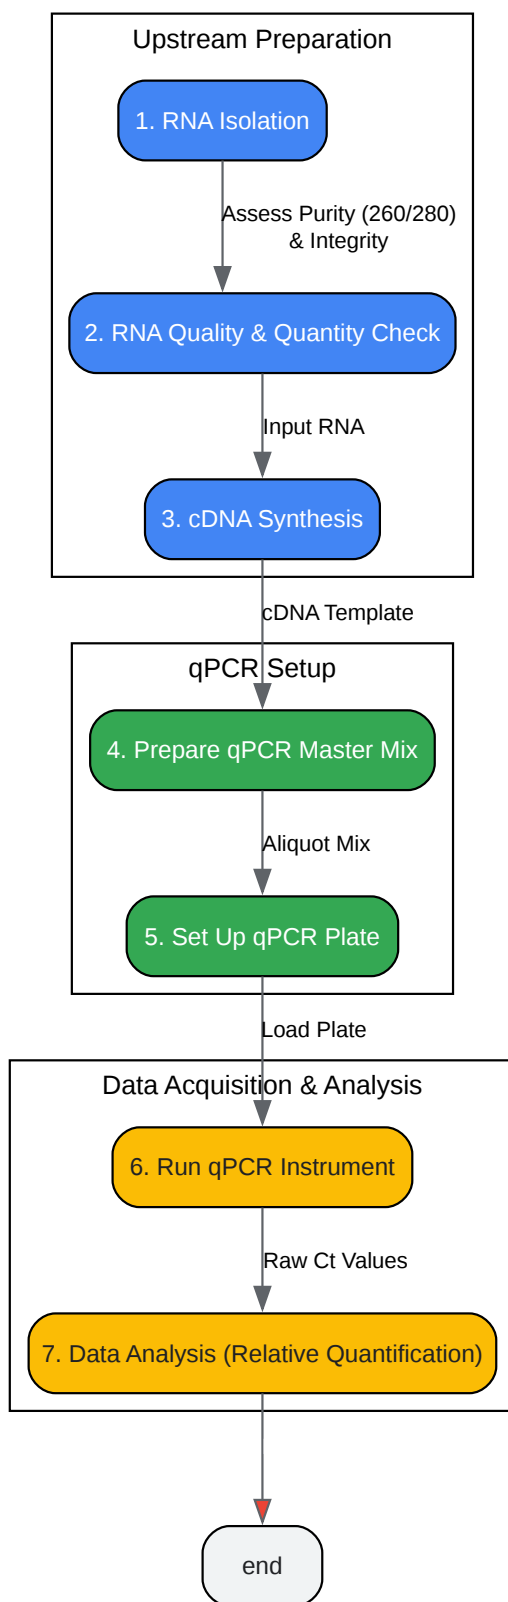 Upstream Preparation
1. RNA Isolation
Assess Purity (260/280)
& Integrity
2. RNA Quality & Quantity Check
Input RNA
3. cDNA Synthesis
cDNA Template
qPCR Setup
4. Prepare qPCR Master Mix
Aliquot Mix
5. Set Up qPCR Plate
Load Plate
Data Acquisition & Analysis
6. Run qPCR Instrument
Raw Ct Values
7. Data Analysis (Relative Quantification)
end